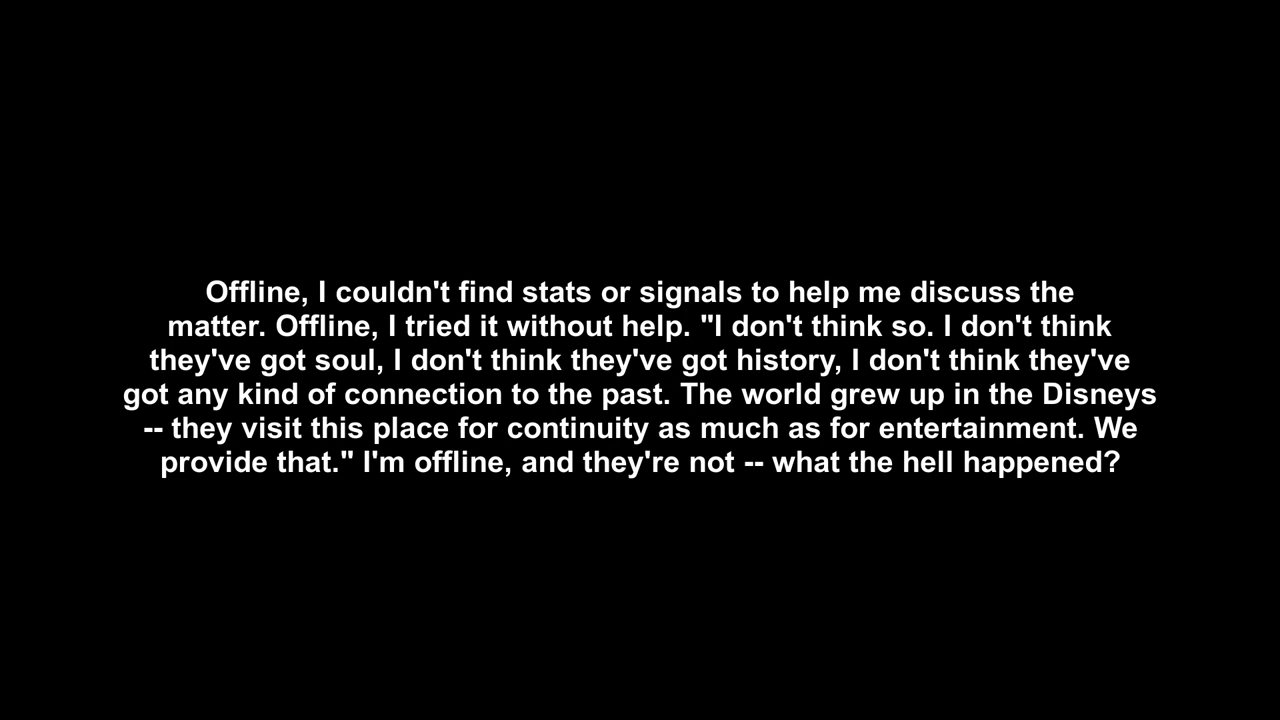 Offline, I couldn't find stats or signals to help me discuss the
matter. Offline, I tried it without help. "I don't think so. I don't think
they've got soul, I don't think they've got history, I don't think they've
got any kind of connection to the past. The world grew up in the Disneys
-- they visit this place for continuity as much as for entertainment. We
provide that." I'm offline, and they're not -- what the hell happened?